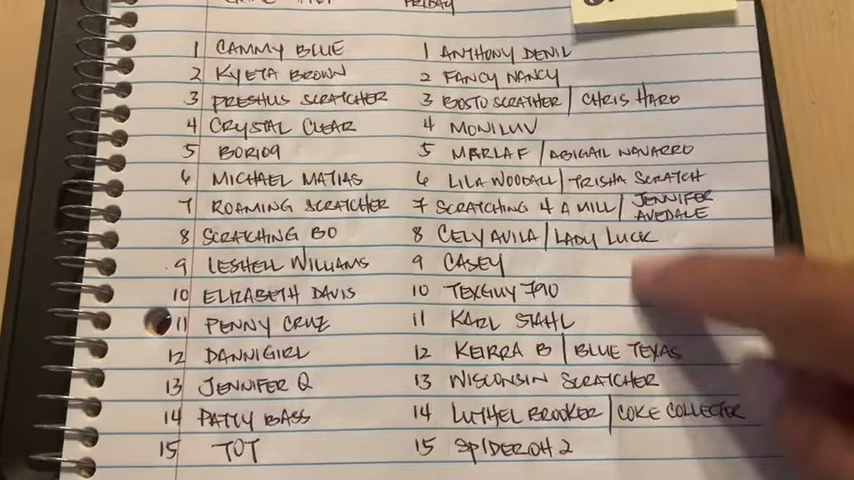 FRIDAY
1 CAMMY BLUE 1 ANTHONY DENIL
2 KYETA BROWN 2 FANCY NANCY
3 PRESHUS SCRATCHER 3 BOSTO SCRATHER | CHRIS HARO
4 CRYSTAL CLEAR 4 MONILUV
5 BORI09 5 MARLA F | ABIGAIL NAVARRO
6 MICHAEL MATIAS 6 LILA WOODALL | TRISHA SCRATCH
7 ROAMING SCRATCHER 7 SCRATCHING 4 A MILL | JENNIFER AVEDALE
8 SCRATCHING BO 8 CELY AVILA | LADY LUCK
9 LESHELL WILLIAMS 9 CASEY
10 ELIZABETH DAVIS 10 TEXGUY 790
11 PENNY CRUZ 11 KARL STAHL
12 DANNIGIRL 12 KEIRRA B | BLUE TEXAS
13 JENNIFER Q 13 WISCONSIN SCRATCHER
14 PATTY BASS 14 LUTHEL BROOKER | COKE COLLECTOR
15 TOT 15 SPIDEROH 2